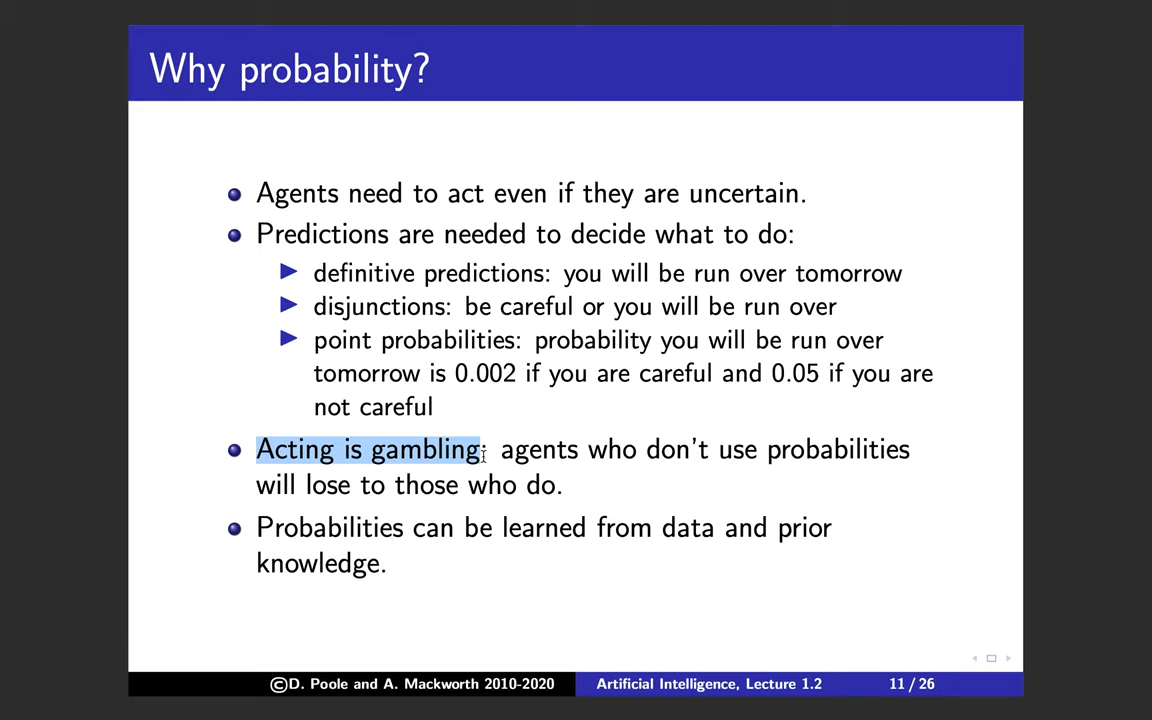 Why probability?
Agents need to act even if they are uncertain.
Predictions are needed to decide what to do:
definitive predictions: you will be run over tomorrow
disjunctions: be careful or you will be run over
point probabilities: probability you will be run over
tomorrow is 0.002 if you are careful and 0.05 if you are
not careful
Acting is gambling: agents who don't use probabilities
will lose to those who do.
Probabilities can be learned from data and prior
knowledge.
©D. Poole and A. Mackworth 2010-2020 Artificial Intelligence, Lecture 1.2 11 / 26